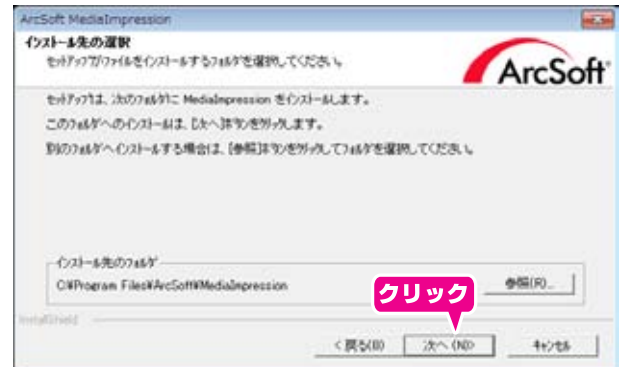 ArcSoft MediaImpression
インストール先の選択
セットアップがファイルをインストールするフォルダを選択してください。
ArcSoft
セットアップは、次のフォルダに MediaImpression をインストールします。
このフォルダへのインストールは、[次へ]ボタンをクリックします。
別のフォルダへインストールする場合は、[参照]ボタンをクリックしてフォルダを選択してください。
インストール先のフォルダ
C:¥Program Files¥ArcSoft¥MediaImpression
参照(R)...
クリック
InstallShield
< 戻る(B)
次へ (N)>
キャンセル